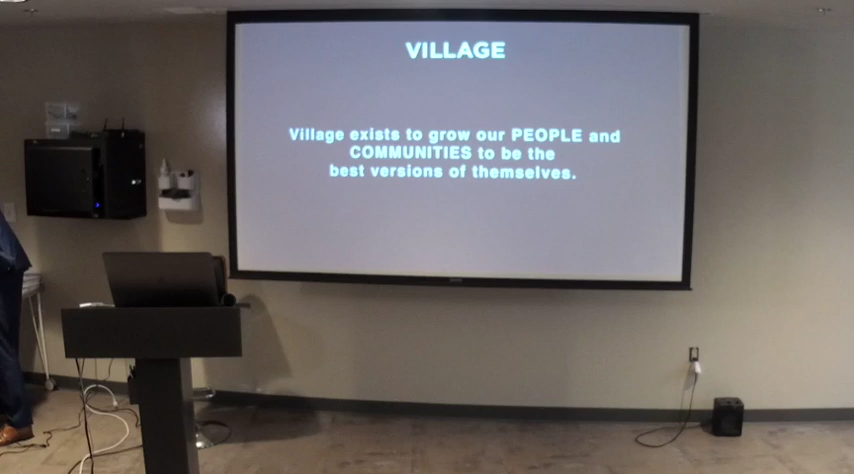 VILLAGE
Village exists to grow our PEOPLE and
COMMUNITIES to be the
best versions of themselves.